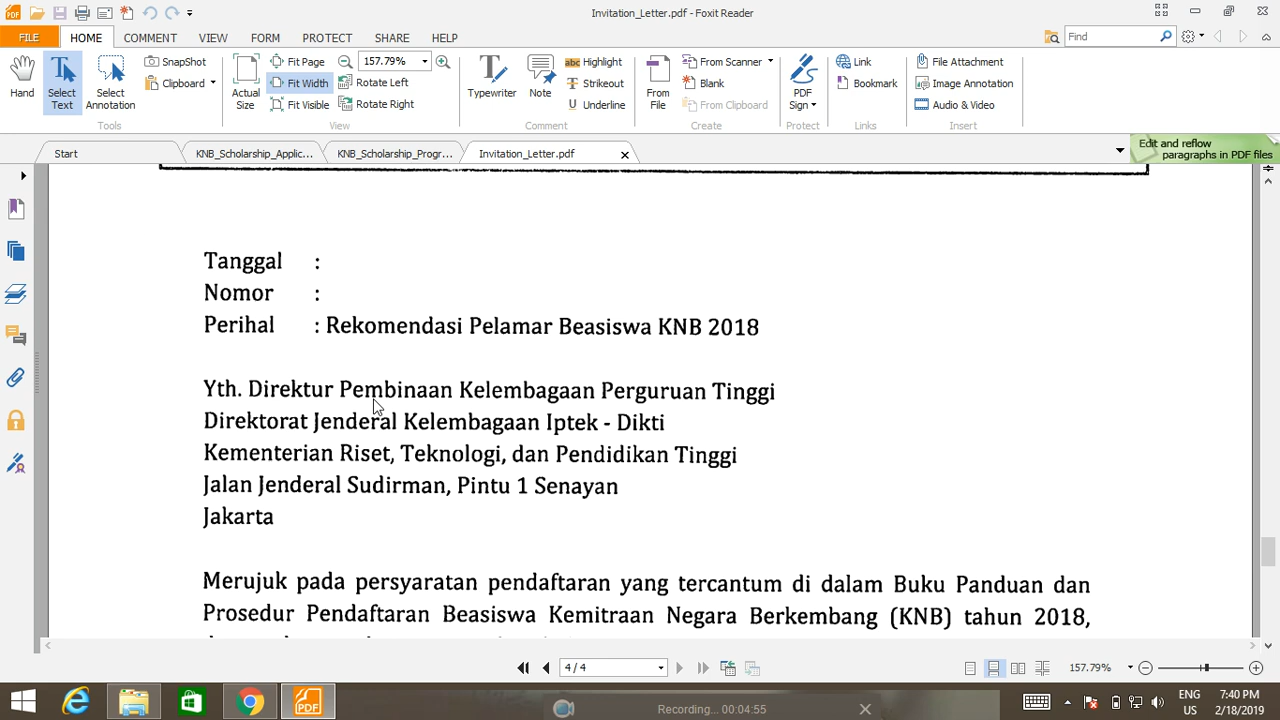 Invitation_Letter.pdf - Foxit Reader
FILE HOME COMMENT VIEW FORM PROTECT SHARE HELP Find
Hand
Select Text
Select Annotation
SnapShot
Clipboard
Tools
Actual Size
Fit Page
Fit Width
Fit Visible
157.79%
Rotate Left
Rotate Right
View
Typewriter
Note
abc Highlight
Strikeout
U Underline
Comment
From File
From Scanner
Blank
From Clipboard
Create
PDF Sign
Protect
Link
Bookmark
Links
File Attachment
Image Annotation
Audio & Video
Insert
Start KNB_Scholarship_Applic... KNB_Scholarship_Progr... Invitation_Letter.pdf
Edit and reflow
paragraphs in PDF files
Tanggal :
Nomor :
Perihal : Rekomendasi Pelamar Beasiswa KNB 2018
Yth. Direktur Pembinaan Kelembagaan Perguruan Tinggi
Direktorat Jenderal Kelembagaan Iptek - Dikti
Kementerian Riset, Teknologi, dan Pendidikan Tinggi
Jalan Jenderal Sudirman, Pintu 1 Senayan
Jakarta
Merujuk pada persyaratan pendaftaran yang tercantum di dalam Buku Panduan dan
Prosedur Pendaftaran Beasiswa Kemitraan Negara Berkembang (KNB) tahun 2018,
4 / 4 157.79%
Recording... 00:04:55
ENG 7:40 PM
US 2/18/2019